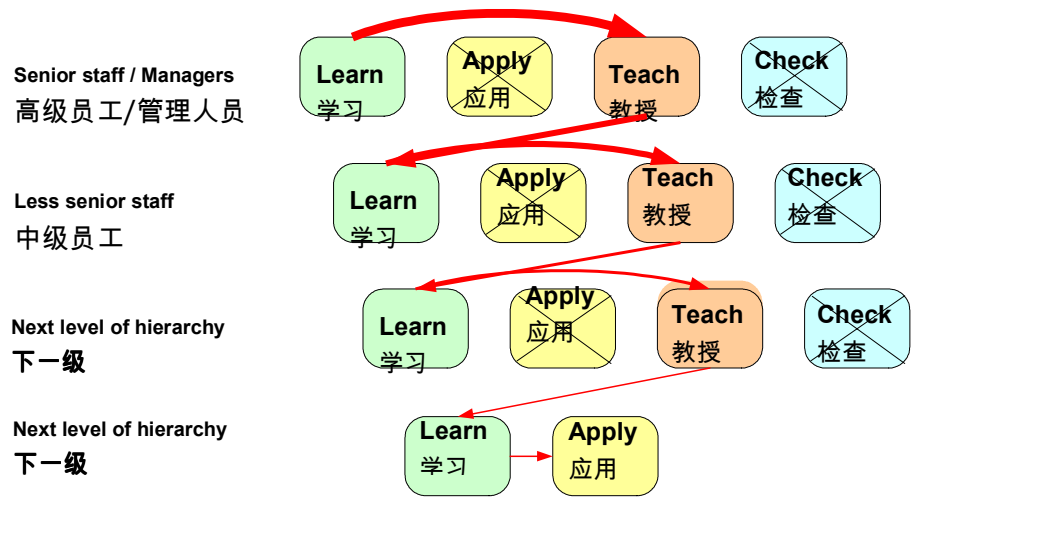 Senior staff / Managers
高级员工/管理人员
Learn
学习
Apply
应用
Teach
教授
Check
检查
Less senior staff
中级员工
Learn
学习
Apply
应用
Teach
教授
Check
检查
Next level of hierarchy
下一级
Learn
学习
Apply
应用
Teach
教授
Check
检查
Next level of hierarchy
下一级
Learn
学习
Apply
应用